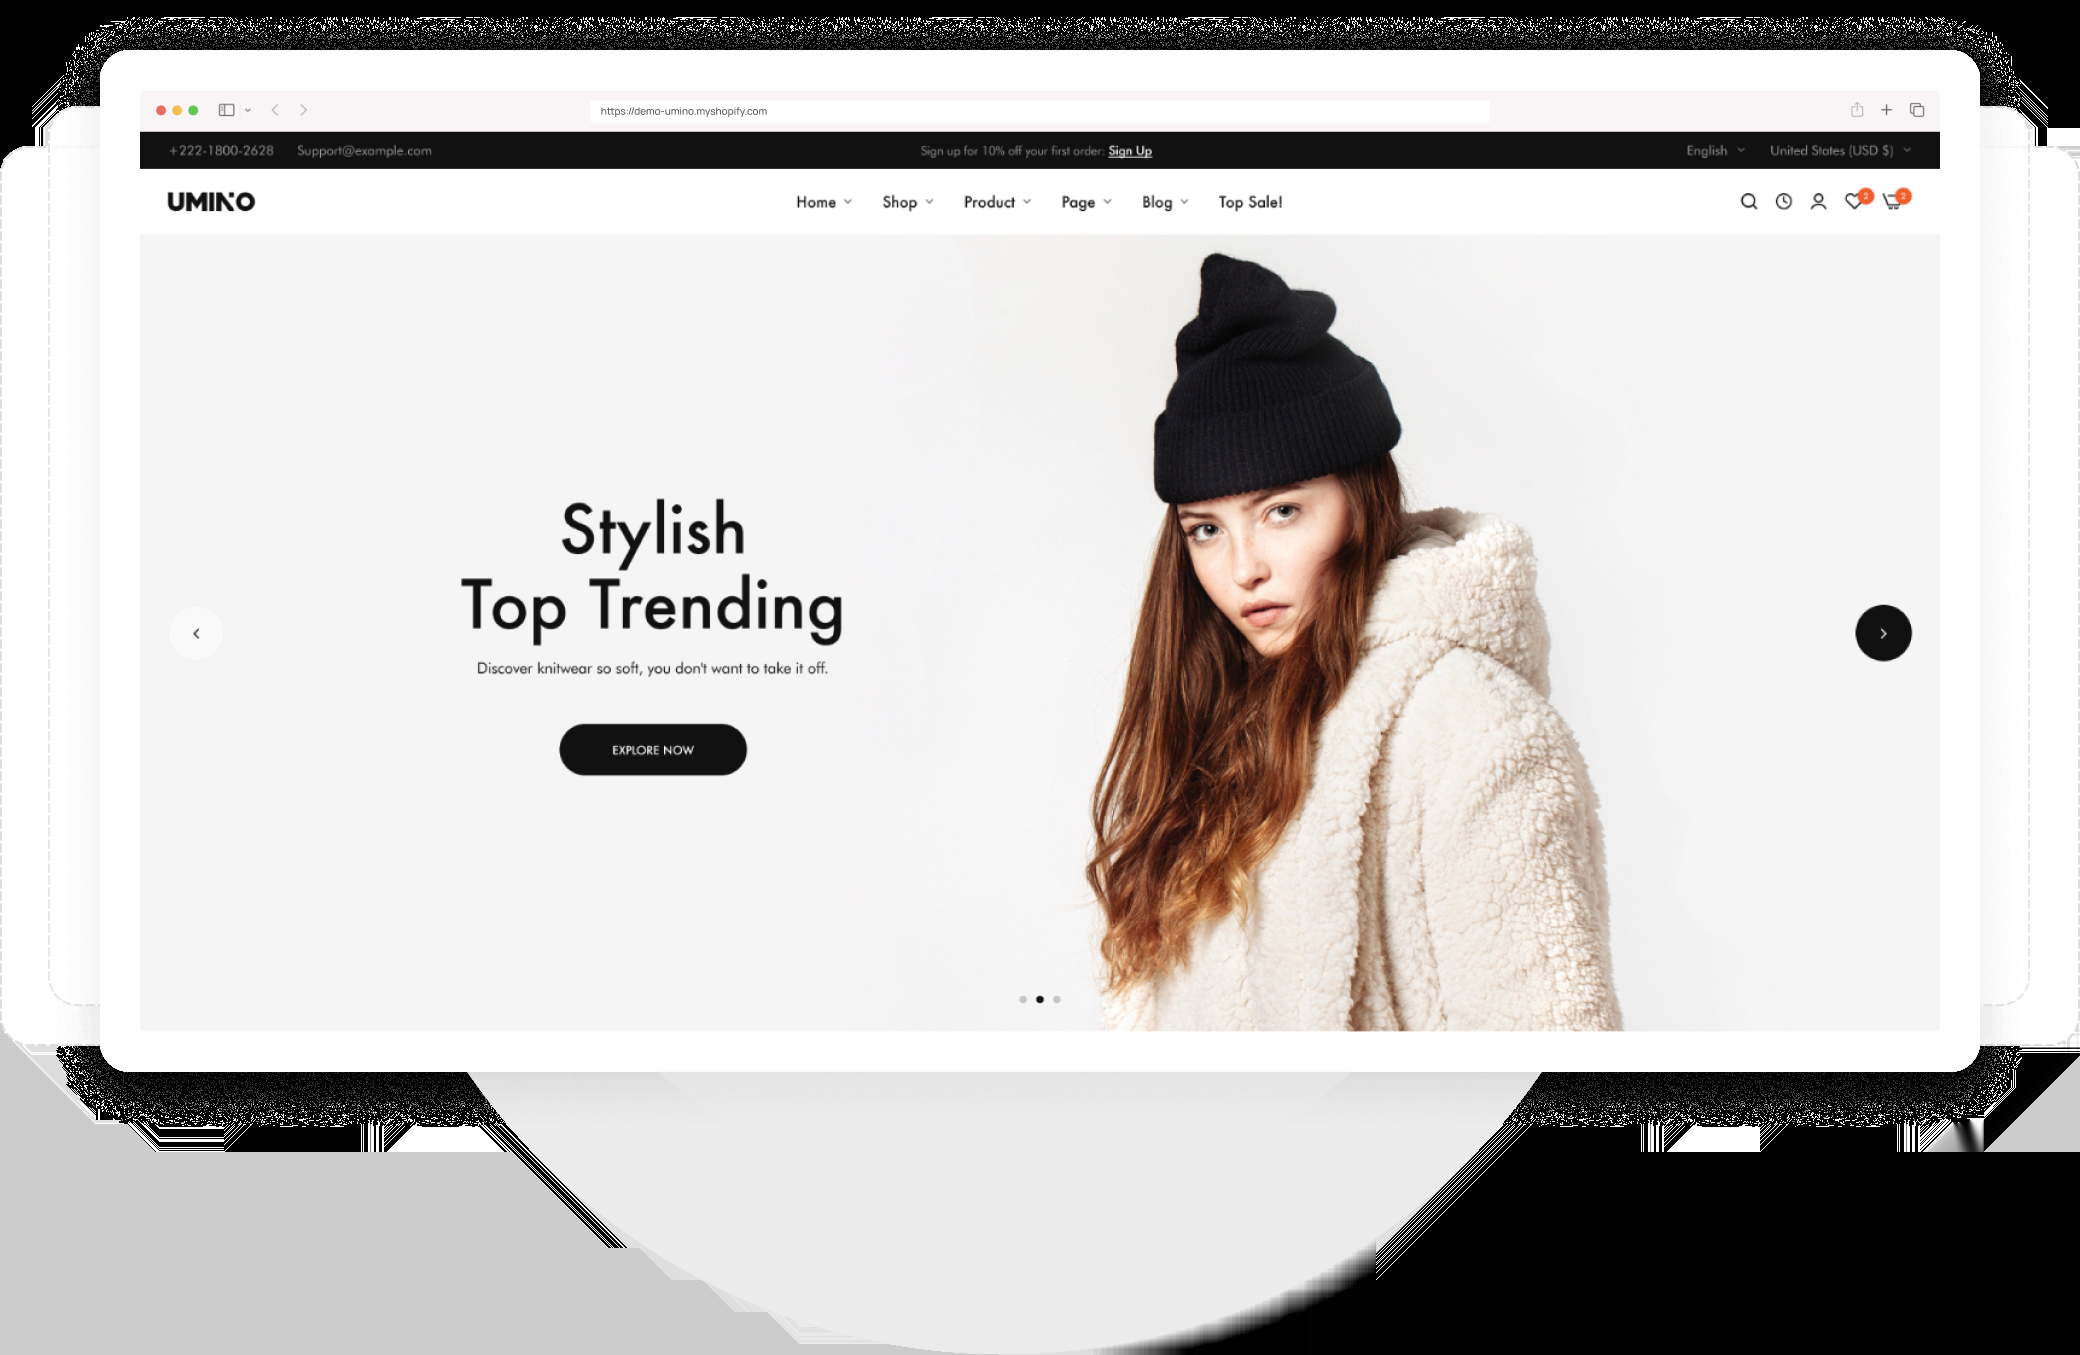 https://demo-umino.myshopify.com
+222-1800-2628 Support@example.com Sign up for 10% off your first order: Sign Up English United States (USD $)
UMINO Home Shop Product Page Blog Top Sale! 2 2
Stylish
Top Trending
Discover knitwear so soft, you don't want to take it off.
EXPLORE NOW